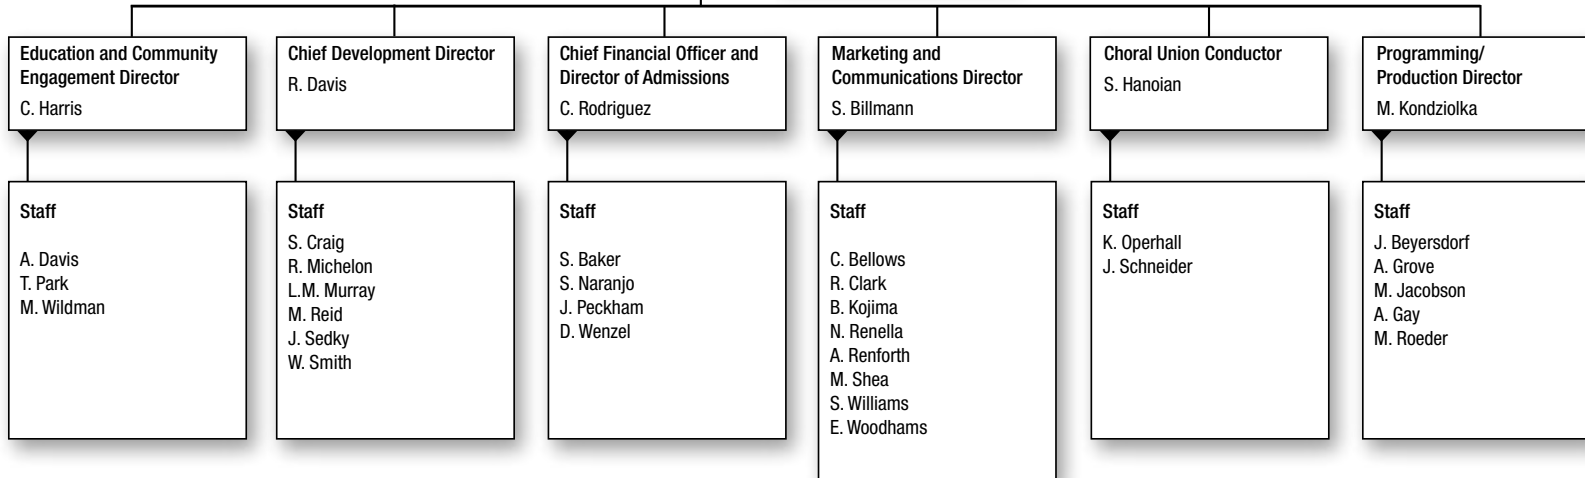 Education and Community
Engagement Director
C. Harris
Chief Development Director
R. Davis
Chief Financial Officer and
Director of Admissions
C. Rodriguez
Marketing and
Communications Director
S. Billmann
Choral Union Conductor
S. Hanoian
Programming/
Production Director
M. Kondziolka
Staff
A. Davis
T. Park
M. Wildman
Staff
S. Craig
R. Michelon
L.M. Murray
M. Reid
J. Sedky
W. Smith
Staff
S. Baker
S. Naranjo
J. Peckham
D. Wenzel
Staff
C. Bellows
R. Clark
B. Kojima
N. Renella
A. Renforth
M. Shea
S. Williams
E. Woodhams
Staff
K. Operhall
J. Schneider
Staff
J. Beyersdorf
A. Grove
M. Jacobson
A. Gay
M. Roeder